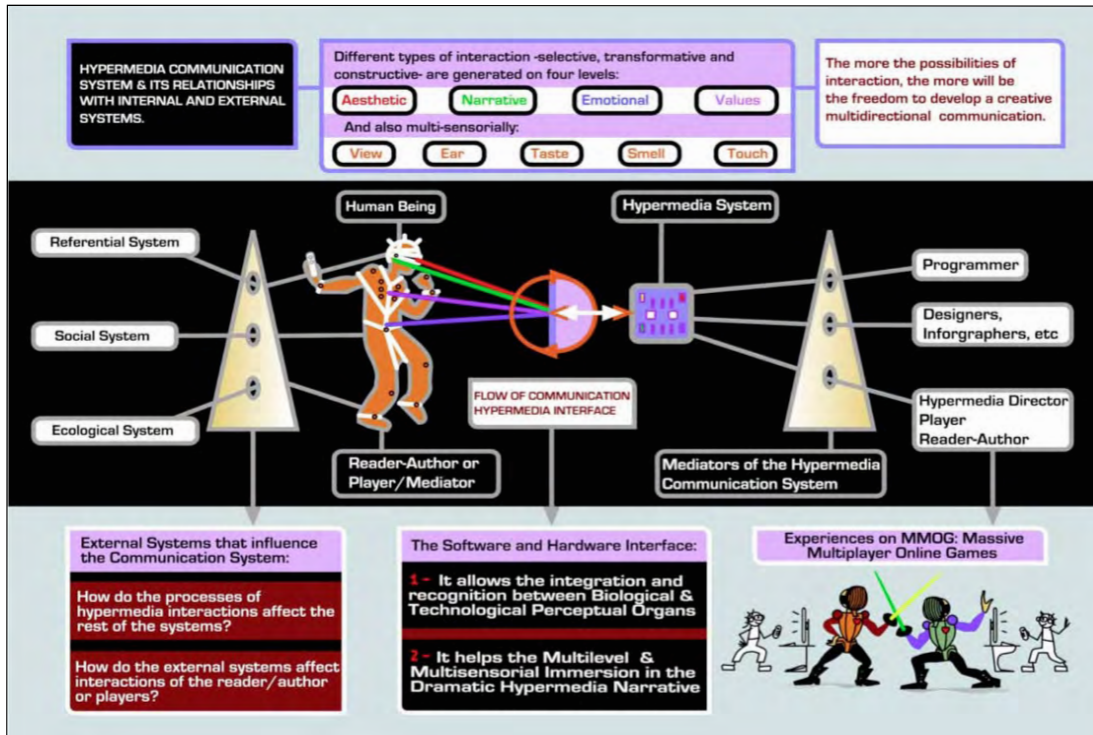 HYPERMEDIA COMMUNICATION
SYSTEM & ITS RELATIONSHIPS
WITH INTERNAL AND EXTERNAL
SYSTEMS.
Different types of interaction -selective, transformative and
constructive- are generated on four levels:
Aesthetic
Narrative
Emotional
Values
And also multi-sensorially:
View
Ear
Taste
Smell
Touch
The more the possibilities of
interaction, the more will be
the freedom to develop a creative
multidirectional communication.
Human Being
Hypermedia System
Referential System
Social System
Ecological System
Programmer
Designers,
Inforgraphers, etc
Hypermedia Director
Player
Reader-Author
FLOW OF COMMUNICATION
HYPERMEDIA INTERFACE
Reader-Author or
Player/Mediator
Mediators of the Hypermedia
Communication System
External Systems that influence
the Communication System:
How do the processes of
hypermedia interactions affect the
rest of the systems?
How do the external systems affect
interactions of the reader/author
or players?
The Software and Hardware Interface:
1 - It allows the integration and
recognition between Biological &
Technological Perceptual Organs
2 - It helps the Multilevel &
Multisensorial Immersion in the
Dramatic Hypermedia Narrative
Experiences on MMOG: Massive
Multiplayer Online Games